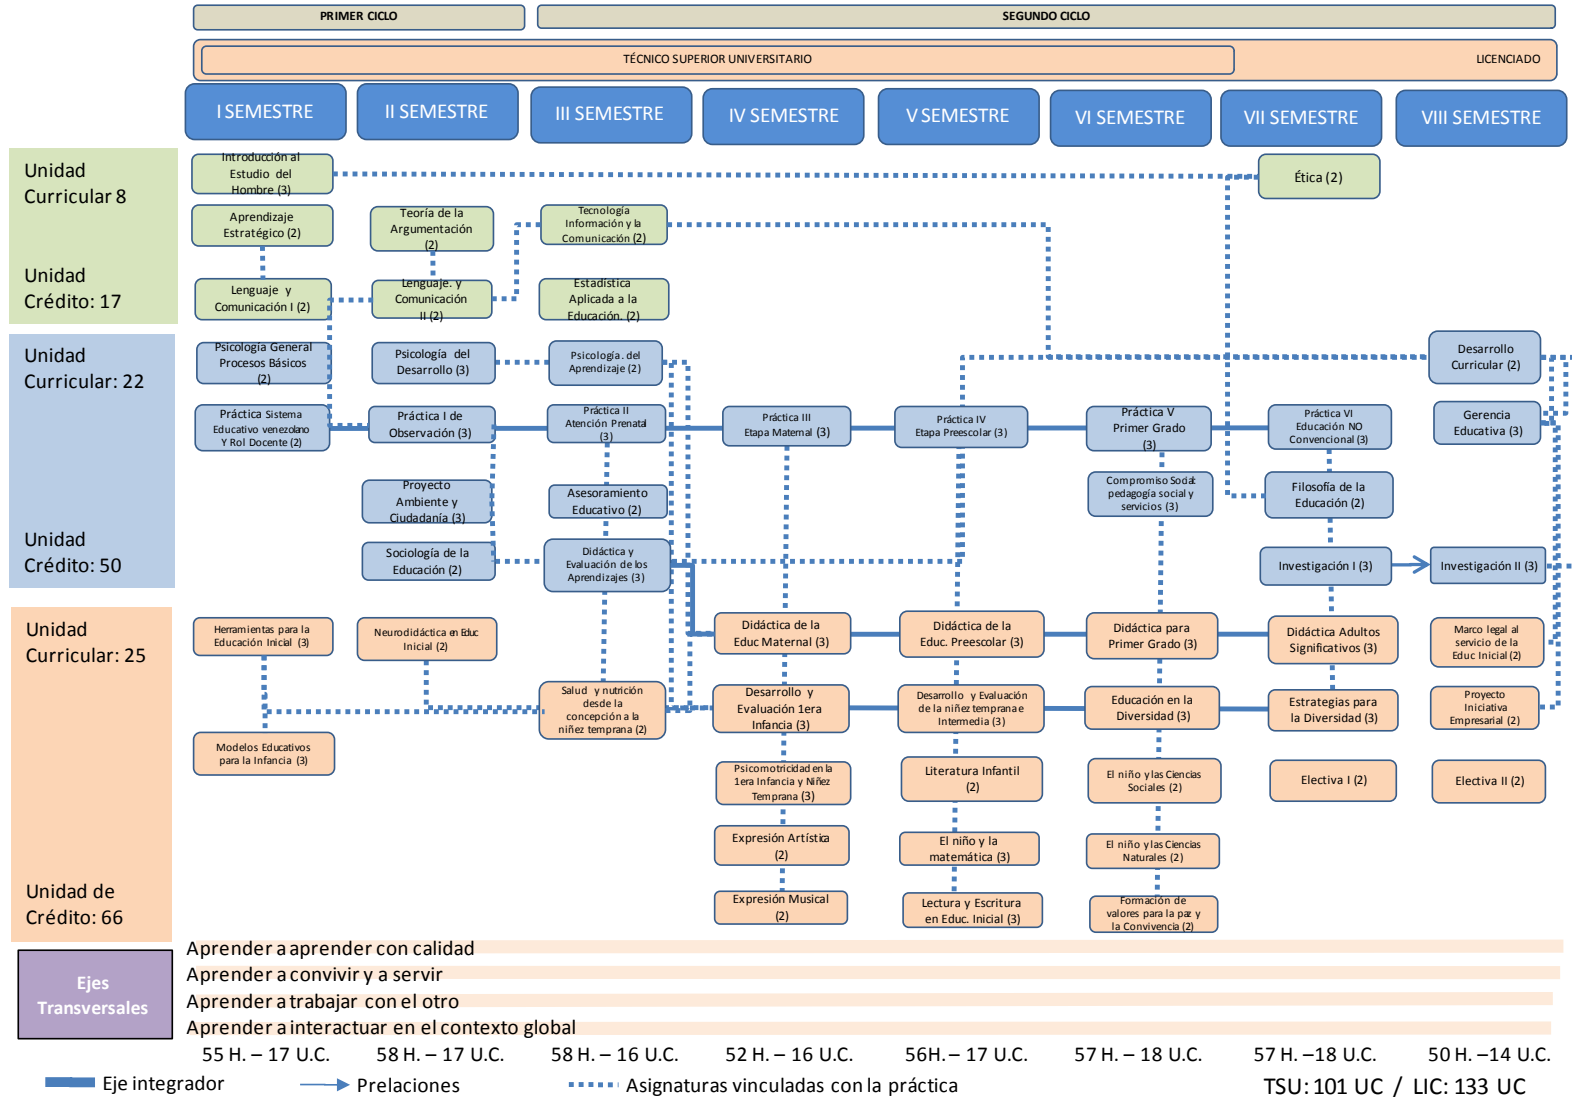 PRIMER CICLO
SEGUNDO CICLO
TÉCNICO SUPERIOR UNIVERSITARIO
LICENCIADO
I SEMESTRE
II SEMESTRE
III SEMESTRE
IV SEMESTRE
V SEMESTRE
VI SEMESTRE
VII SEMESTRE
VIII SEMESTRE
Unidad
Curricular 8
Unidad
Crédito: 17
Introducción al
Estudio del
Hombre (3)
Ética (2)
Aprendizaje
Estratégico (2)
Teoría de la
Argumentación
(2)
Tecnología
Información y la
Comunicación (2)
Lenguaje y
Comunicación I (2)
Lenguaje. y
Comunicación
II (2)
Estadística
Aplicada a la
Educación. (2)
Unidad
Curricular: 22
Unidad
Crédito: 50
Psicología General
Procesos Básicos
(2)
Psicología del
Desarrollo (3)
Psicología. del
Aprendizaje (2)
Desarrollo
Curricular (2)
Práctica Sistema
Educativo venezolano
Y Rol Docente (2)
Práctica I de
Observación (3)
Práctica II
Atención Prenatal
(3)
Práctica III
Etapa Maternal (3)
Práctica IV
Etapa Preescolar (3)
Práctica V
Primer Grado
(3)
Práctica VI
Educación NO
Convencional (3)
Gerencia
Educativa (3)
Proyecto
Ambiente y
Ciudadanía (3)
Asesoramiento
Educativo (2)
Compromiso Social:
pedagogía social y
servicios (3)
Filosofía de la
Educación (2)
Sociología de la
Educación (2)
Didáctica y
Evaluación de los
Aprendizajes (3)
Investigación I (3)
Investigación II (3)
Unidad
Curricular: 25
Unidad de
Crédito: 66
Herramientas para la
Educación Inicial (3)
Neurodidáctica en Educ
Inicial (2)
Didáctica de la
Educ Maternal (3)
Didáctica de la
Educ. Preescolar (3)
Didáctica para
Primer Grado (3)
Didáctica Adultos
Significativos (3)
Marco legal al
servicio de la
Educ Inicial (2)
Salud y nutrición
desde la
concepción a la
niñez temprana (2)
Desarrollo y
Evaluación 1era
Infancia (3)
Desarrollo y Evaluación
de la niñez temprana e
Intermedia (3)
Educación en la
Diversidad (3)
Estrategias para
la Diversidad (3)
Proyecto
Iniciativa
Empresarial (2)
Modelos Educativos
para la Infancia (3)
Psicomotricidad en la
1era Infancia y Niñez
Temprana (3)
Literatura Infantil
(2)
El niño y las Ciencias
Sociales (2)
Electiva I (2)
Electiva II (2)
Expresión Artística
(2)
El niño y la
matemática (3)
El niño y las Ciencias
Naturales (2)
Expresión Musical
(2)
Lectura y Escritura
en Educ. Inicial (3)
Formación de
valores para la paz y
la Convivencia (2)
Ejes
Transversales
Aprender a aprender con calidad
Aprender a convivir y a servir
Aprender a trabajar con el otro
Aprender a interactuar en el contexto global
55 H. – 17 U.C.
58 H. – 17 U.C.
58 H. – 16 U.C.
52 H. – 16 U.C.
56H. – 17 U.C.
57 H. – 18 U.C.
57 H. –18 U.C.
50 H. –14 U.C.
Eje integrador
Prelaciones
Asignaturas vinculadas con la práctica
TSU: 101 UC / LIC: 133 UC